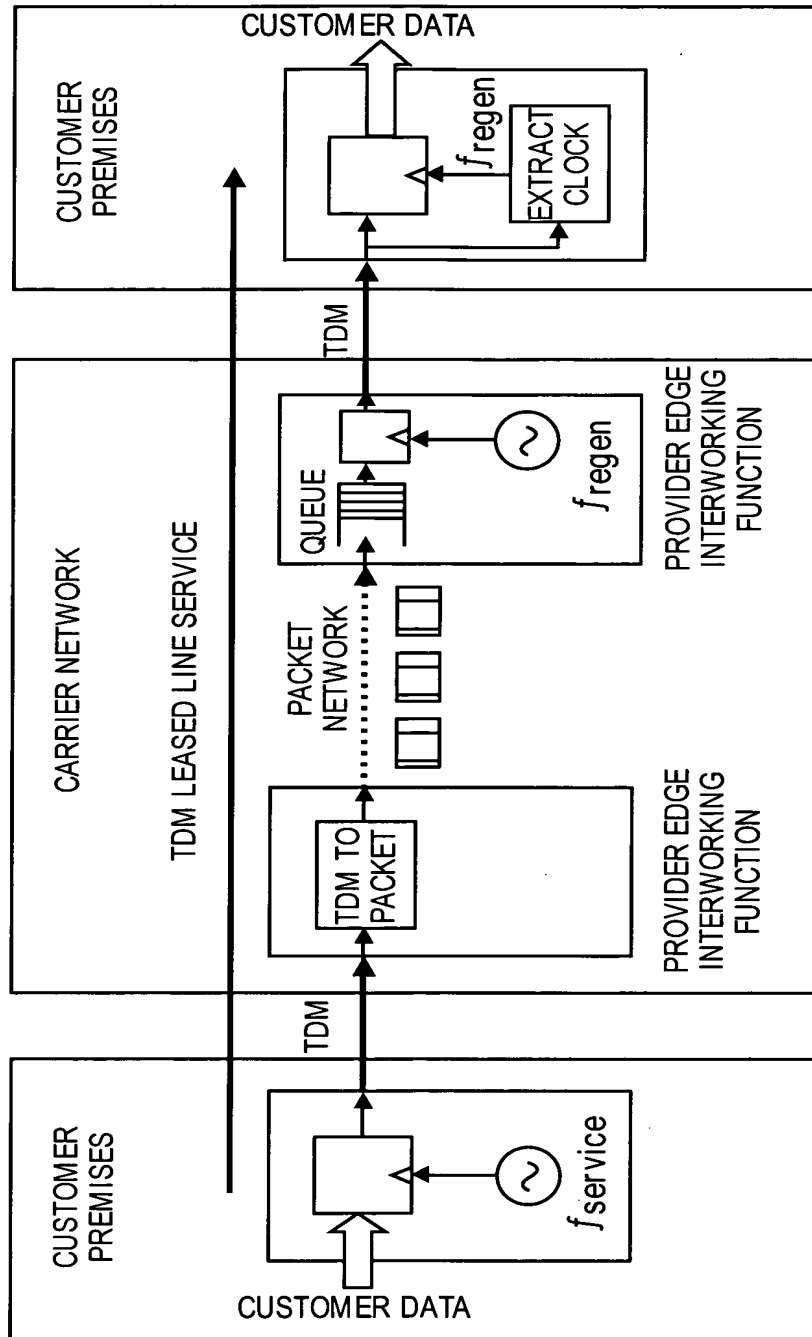 CUSTOMER
PREMISES
CUSTOMER DATA
f service
TDM
CARRIER NETWORK
TDM LEASED LINE SERVICE
TDM TO
PACKET
PROVIDER EDGE
INTERWORKING
FUNCTION
PACKET
NETWORK
QUEUE
f regen
PROVIDER EDGE
INTERWORKING
FUNCTION
TDM
CUSTOMER
PREMISES
CUSTOMER DATA
f regen
EXTRACT
CLOCK